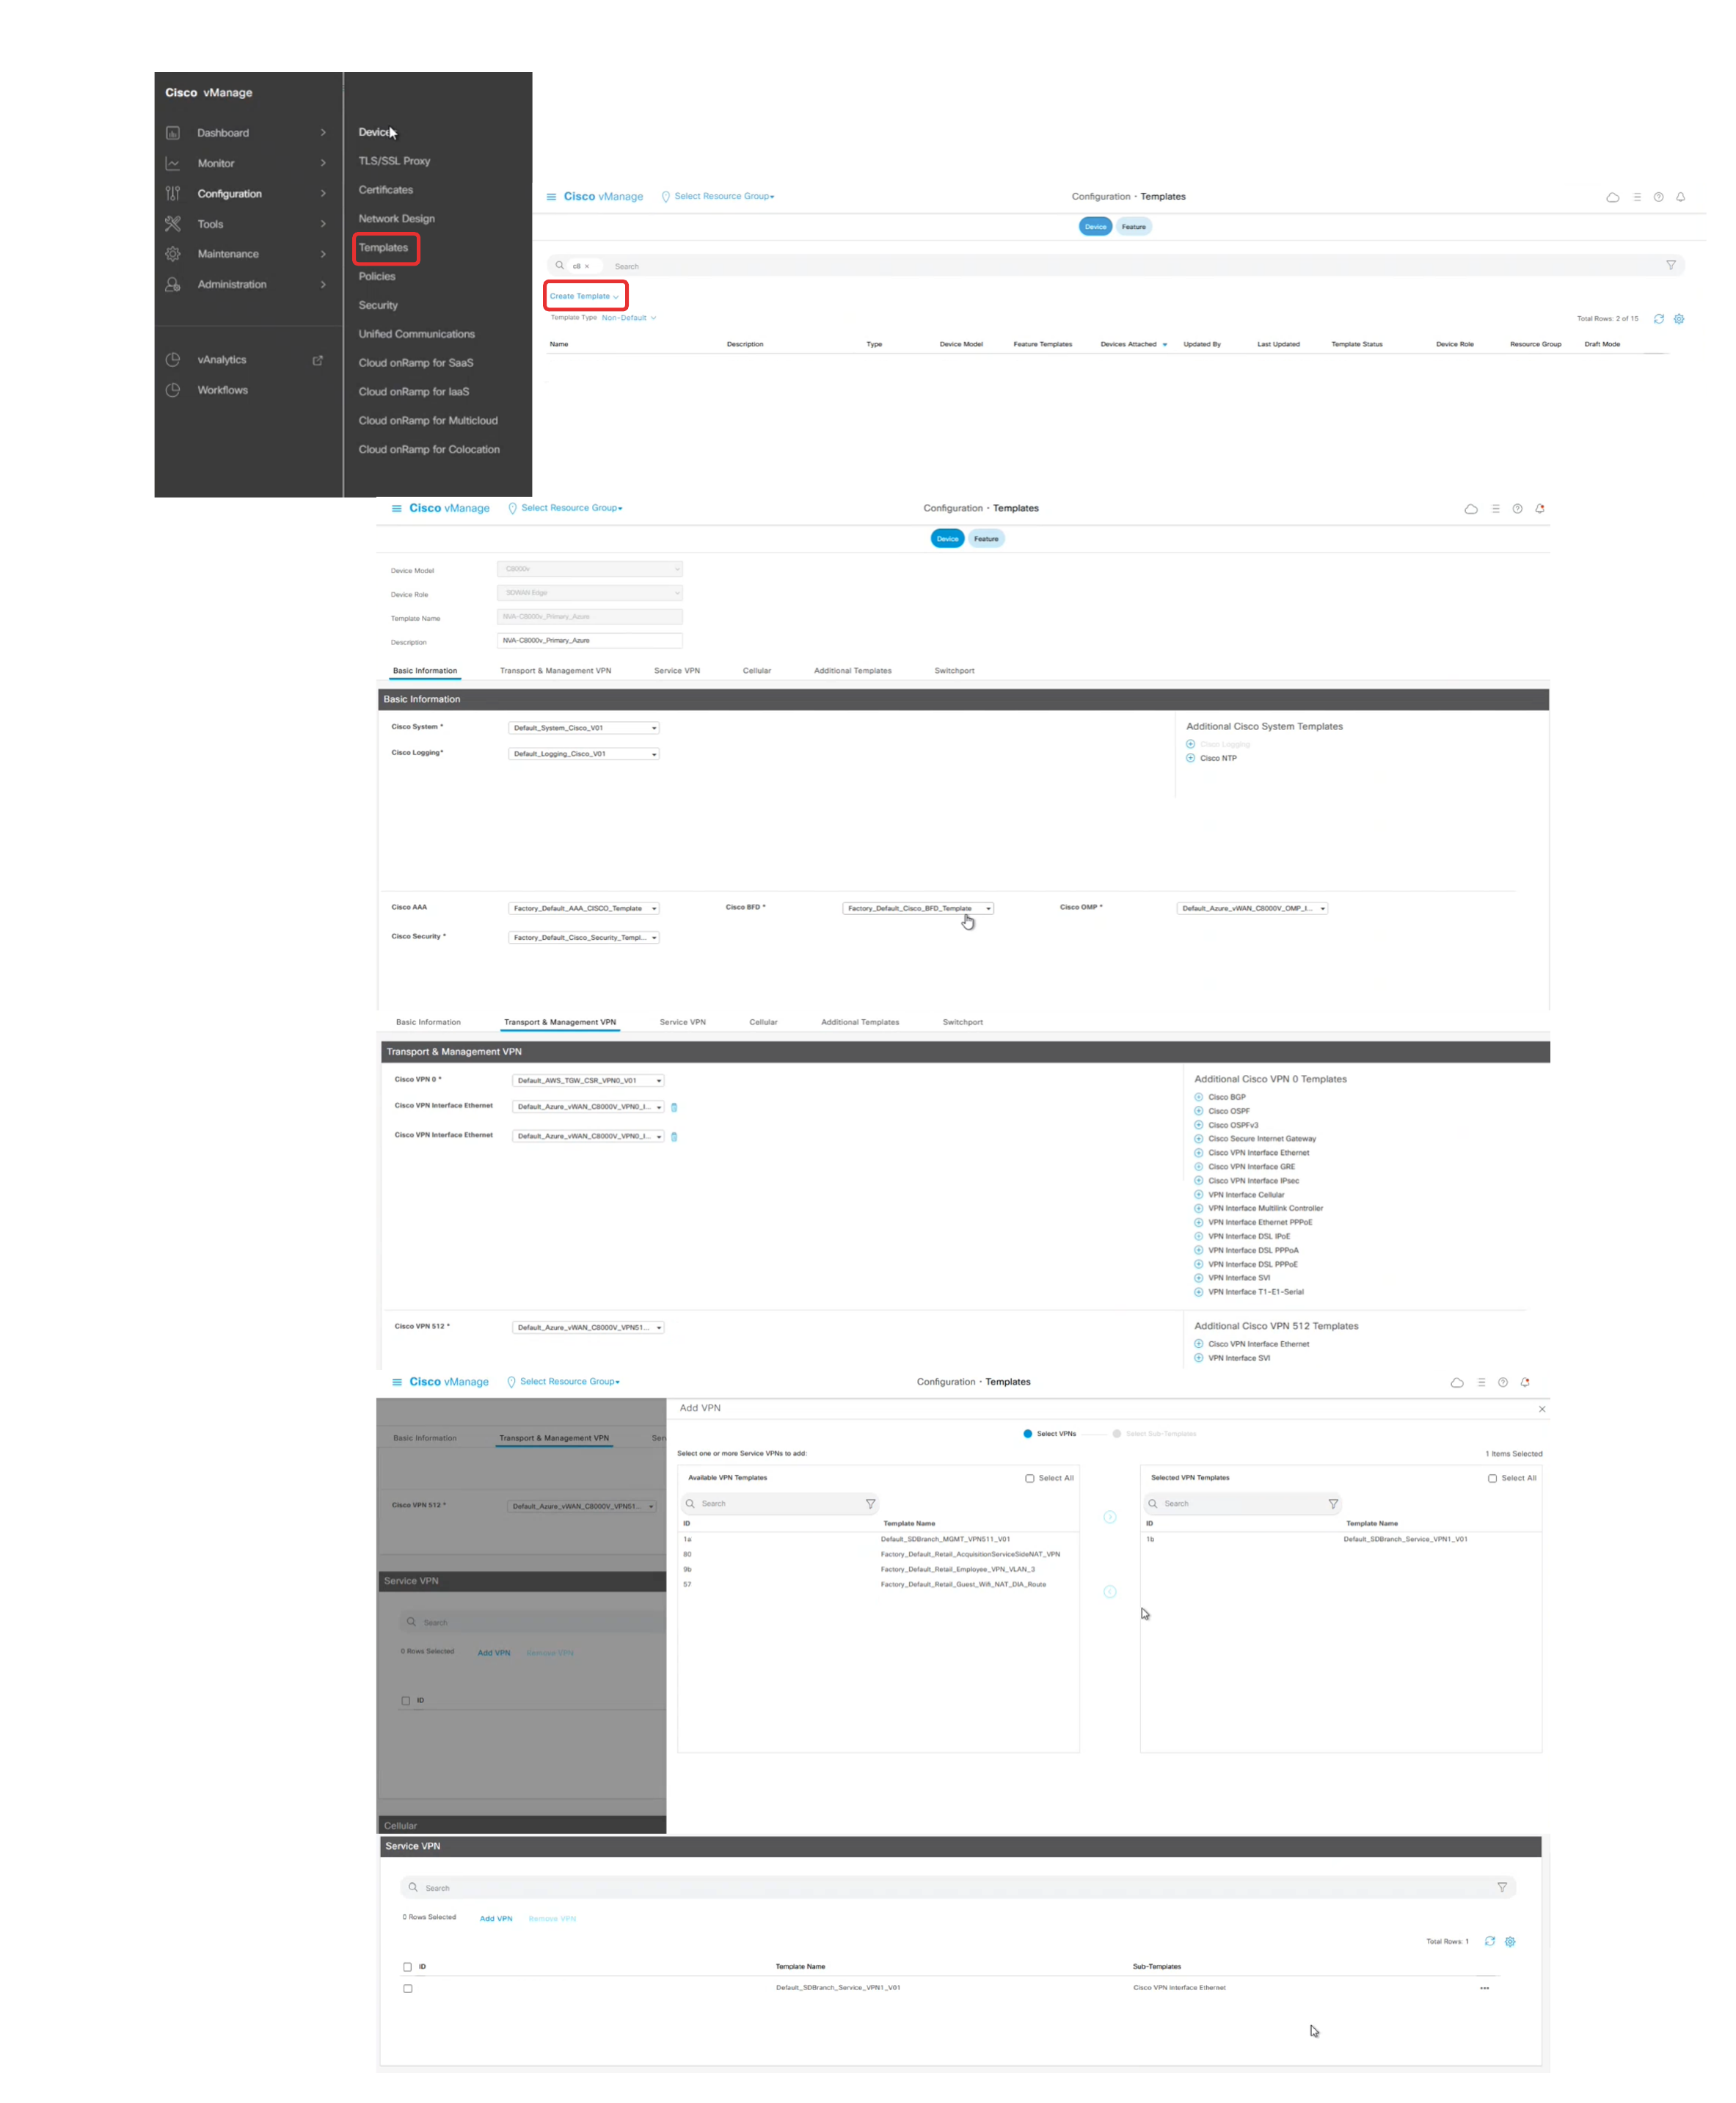 Cisco vManage
Dashboard
Monitor
Configuration
Tools
Maintenance
Administration
vAnalytics
Workflows
Devices
TLS/SSL Proxy
Certificates
Network Design
Templates
Policies
Security
Unified Communications
Cloud onRamp for SaaS
Cloud onRamp for IaaS
Cloud onRamp for Multicloud
Cloud onRamp for Colocation
Cisco vManage Select Resource Group Configuration · Templates
Device Feature
c8 × Search
Create Template
Template Type Non-Default Total Rows: 2 of 15
Name Description Type Device Model Feature Templates Devices Attached Updated By Last Updated Template Status Device Role Resource Group Draft Mode
Cisco vManage Select Resource Group Configuration · Templates
Device Feature
Device Model C8000v
Device Role SDWAN Edge
Template Name NVA-C8000v_Primary_Azure
Description NVA-C8000v_Primary_Azure
Basic Information Transport & Management VPN Service VPN Cellular Additional Templates Switchport
Basic Information
Cisco System * Default_System_Cisco_V01 Additional Cisco System Templates
Cisco Logging
Cisco Logging* Default_Logging_Cisco_V01 Cisco NTP
Cisco AAA Factory_Default_AAA_CISCO_Template Cisco BFD * Factory_Default_Cisco_BFD_Template Cisco OMP * Default_Azure_vWAN_C8000V_OMP_I...
Cisco Security * Factory_Default_Cisco_Security_Templ...
Basic Information Transport & Management VPN Service VPN Cellular Additional Templates Switchport
Transport & Management VPN
Cisco VPN 0 * Default_AWS_TGW_CSR_VPN0_V01
Cisco VPN Interface Ethernet Default_Azure_vWAN_C8000V_VPN0_I...
Cisco VPN Interface Ethernet Default_Azure_vWAN_C8000V_VPN0_I...
Additional Cisco VPN 0 Templates
Cisco BGP
Cisco OSPF
Cisco OSPFv3
Cisco Secure Internet Gateway
Cisco VPN Interface Ethernet
Cisco VPN Interface GRE
Cisco VPN Interface IPsec
VPN Interface Cellular
VPN Interface Multilink Controller
VPN Interface Ethernet PPPoE
VPN Interface DSL IPoE
VPN Interface DSL PPPoA
VPN Interface DSL PPPoE
VPN Interface SVI
VPN Interface T1-E1-Serial
Cisco VPN 512 * Default_Azure_vWAN_C8000V_VPN51...
Additional Cisco VPN 512 Templates
Cisco VPN Interface Ethernet
VPN Interface SVI
Cisco vManage Select Resource Group Configuration · Templates
Basic Information Transport & Management VPN Ser
Cisco VPN 512 * Default_Azure_vWAN_C8000V_VPN51...
Service VPN
Search
0 Rows Selected Add VPN Remove VPN
ID
Cellular
Add VPN ×
Select VPNs Select Sub-Templates
Select one or more Service VPNs to add: 1 Items Selected
Available VPN Templates Select All
Search
ID Template Name
1a Default_SDBranch_MGMT_VPN511_V01
80 Factory_Default_Retail_AcquisitionServiceSideNAT_VPN
9b Factory_Default_Retail_Employee_VPN_VLAN_3
57 Factory_Default_Retail_Guest_Wifi_NAT_DIA_Route
Selected VPN Templates Select All
Search
ID Template Name
1b Default_SDBranch_Service_VPN1_V01
Service VPN
Search
0 Rows Selected Add VPN Remove VPN
Total Rows: 1
ID Template Name Sub-Templates
Default_SDBranch_Service_VPN1_V01 Cisco VPN Interface Ethernet ...